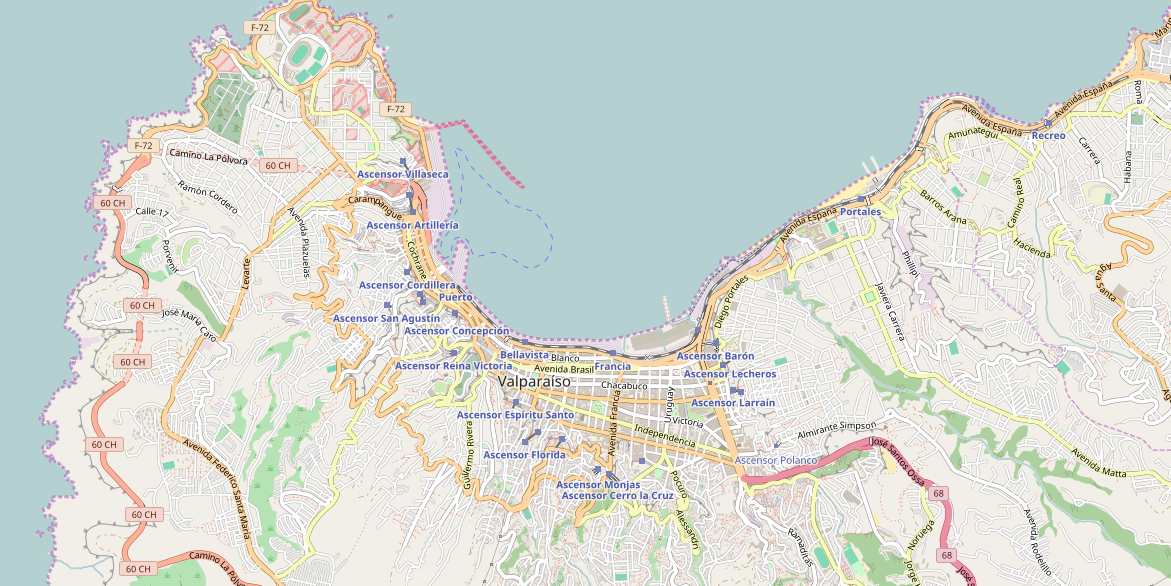 F-72
Mar
Roma
Avenida España
F-72
Avenida España
Recreo
Amunategui
Carrera
F-72
Camino La Pólvora
60 CH
Habana
Ascensor Villaseca
Ramón Cordero
Camino Real
60 CH
Carampangue
Barros Arana
Calle 17
Avenida Plazuelas
Portales
Ascensor Artillería
Avenida España
Porvenir
Cochrane
Hacienda
Phillipi
Levarte
Agua Santa
Ascensor Cordillera
Diego Portales
Javiera Carrera
Puerto
60 CH
José María Caro
Ascensor San Agustín
Ascensor Concepción
Bellavista
Blanco
Ascensor Barón
60 CH
Ascensor Reina Victoria
Avenida Brasil
Francia
Ascensor Lecheros
Valparaíso
Chacabuco
Uruguay
Ascensor Larraín
Ascensor Espíritu Santo
Avenida Francia
Victoria
Almirante Simpson
Independencia
60 CH
Avenida Federico Santa María
Guillermo Rivera
Ascensor Florida
Ascensor Polanco
José Santos Ossa
Avenida Matta
Ascensor Monjas
Ascensor Cerro la Cruz
Pocuro
68
60 CH
Alessandri
Avenida Rodelillo
Ramaditas
Noruega
68
Camino La Pólvo
60 CH
Jorge
José S